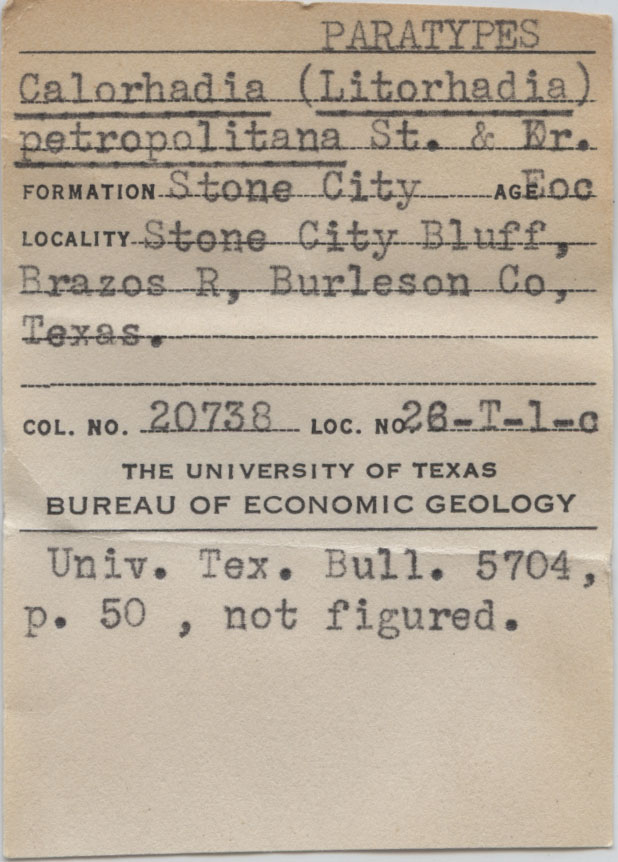 PARATYPES
Calorhadia (Litorhadia)
petropolitana St. & Er.
FORMATION Stone City AGE Eoc
LOCALITY Stone City Bluff,
Brazos R, Burleson Co,
Texas.
COL. NO. 20738 LOC. NO. 26-T-1-c
THE UNIVERSITY OF TEXAS
BUREAU OF ECONOMIC GEOLOGY
Univ. Tex. Bull. 5704,
p. 50 , not figured.